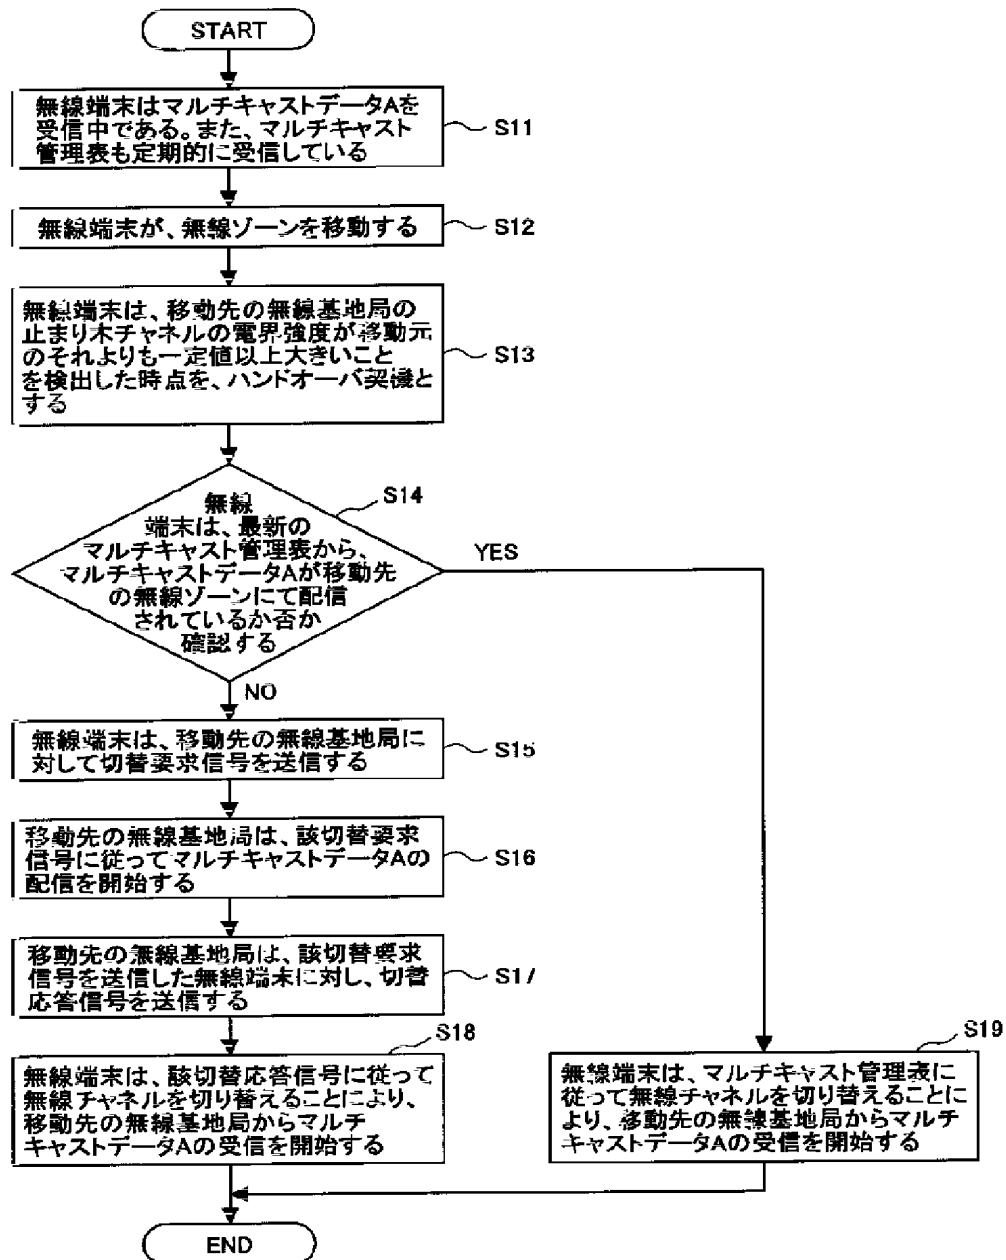 START
無線端末はマルチキャストデータAを
受信中である。また、マルチキャスト
管理表も定期的に受信している
S11
無線端末が、無線ゾーンを移動する
S12
無線端末は、移動先の無線基地局の
止まり木チャネルの電界強度が移動元
のそれよりも一定値以上大きいこと
を検出した時点を、ハンドオーバ契機と
する
S13
S14
無線
端末は、最新の
マルチキャスト管理表から、
マルチキャストデータAが移動先
の無線ゾーンにて配信
されているか否か
確認する
YES
NO
無線端末は、移動先の無線基地局に
対して切替要求信号を送信する
S15
移動先の無線基地局は、該切替要求
信号に従ってマルチキャストデータAの
配信を開始する
S16
移動先の無線基地局は、該切替要求
信号を送信した無線端末に対し、切替
応答信号を送信する
S17
S18
無線端末は、該切替応答信号に従って
無線チャネルを切り替えることにより、
移動先の無線基地局からマルチ
キャストデータAの受信を開始する
S19
無線端末は、マルチキャスト管理表に
従って無線チャネルを切り替えることに
より、移動先の無線基地局からマルチ
キャストデータAの受信を開始する
END